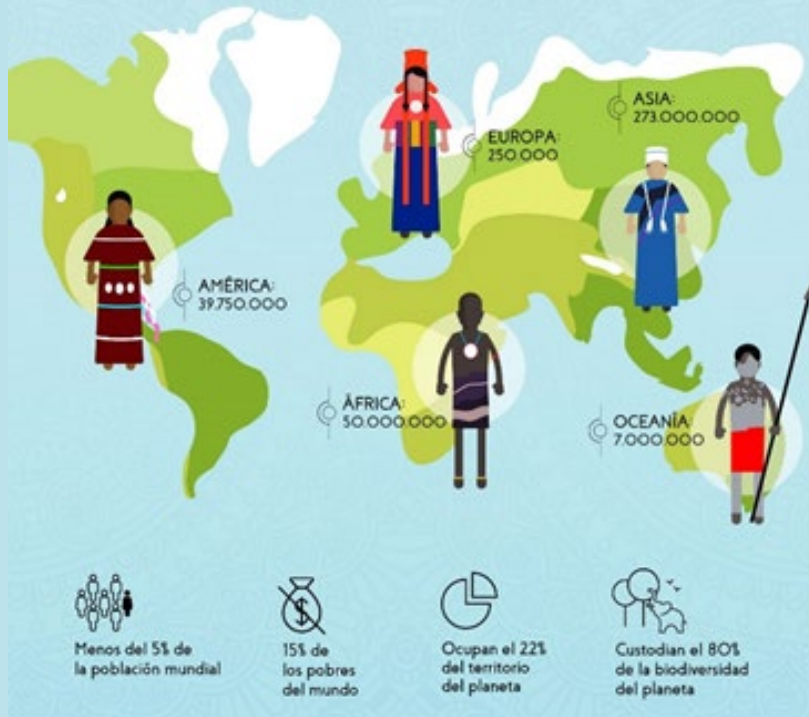 ASIA:
273.000.000
EUROPA:
250.000
AMÉRICA:
39.750.000
ÁFRICA:
50.000.000
OCEANÍA:
7.000.000
Menos del 5% de
la población mundial
15% de
los pobres
del mundo
Ocupan el 22%
del territorio
del planeta
Custodian el 80%
de la biodiversidad
del planeta